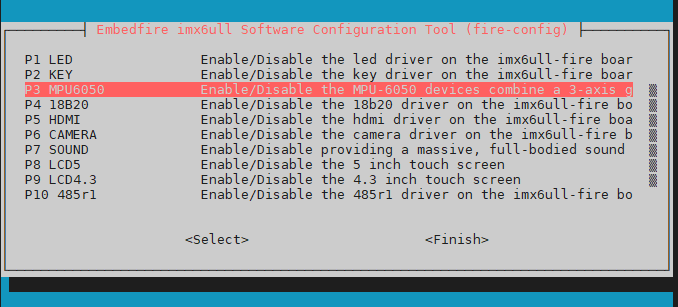 Embedfire imx6ull Software Configuration Tool (fire-config)
P1 LED Enable/Disable the led driver on the imx6ull-fire boar
P2 KEY Enable/Disable the key driver on the imx6ull-fire boar
P3 MPU6050 Enable/Disable the MPU-6050 devices combine a 3-axis g
P4 18B20 Enable/Disable the 18b20 driver on the imx6ull-fire bo
P5 HDMI Enable/Disable the hdmi driver on the imx6ull-fire boa
P6 CAMERA Enable/Disable the camera driver on the imx6ull-fire b
P7 SOUND Enable/Disable providing a massive, full-bodied sound
P8 LCD5 Enable/Disable the 5 inch touch screen
P9 LCD4.3 Enable/Disable the 4.3 inch touch screen
P10 485r1 Enable/Disable the 485r1 driver on the imx6ull-fire bo
<Select> <Finish>